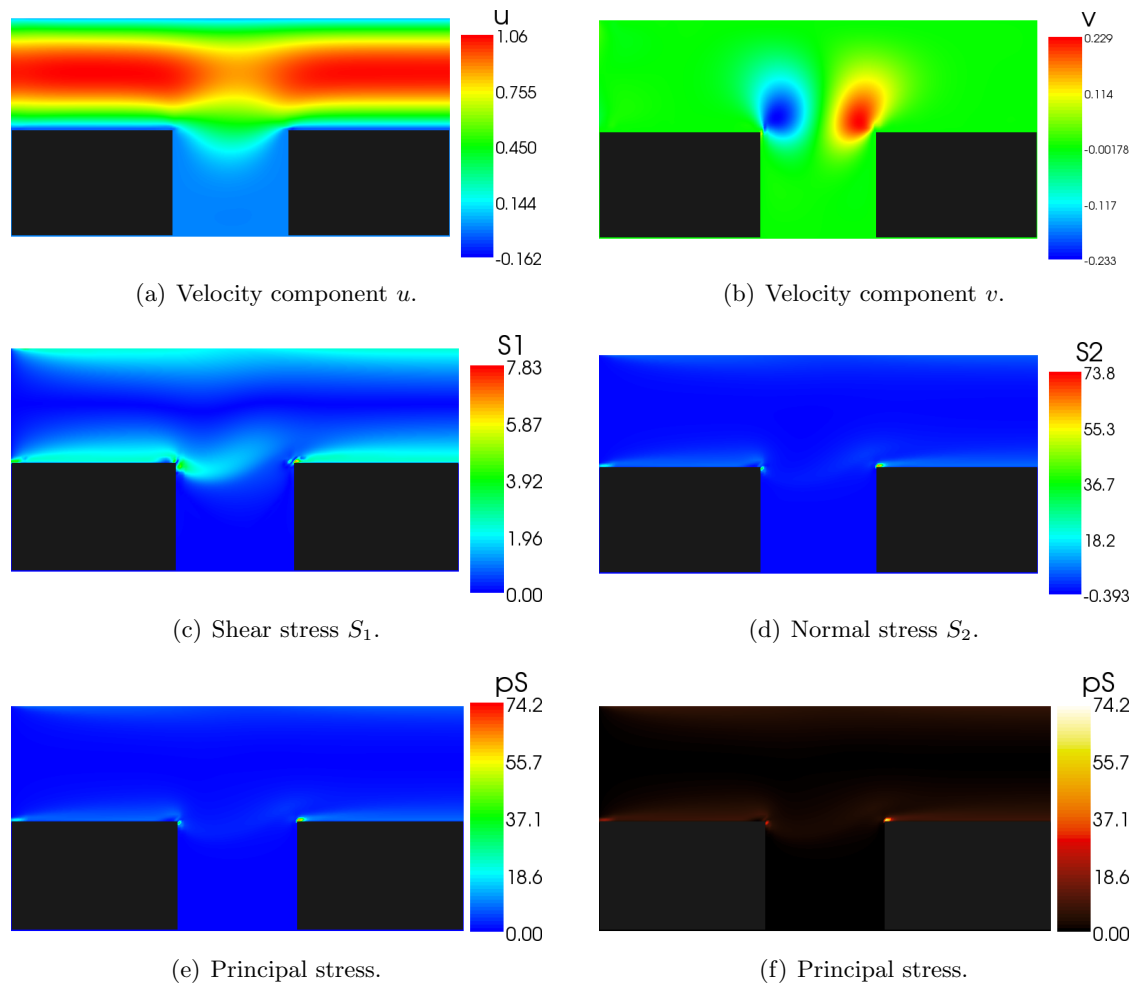 u
1.06
0.755
0.450
0.144
-0.162
(a) Velocity component u.
v
0.229
0.114
-0.00178
-0.117
-0.233
(b) Velocity component v.
S1
7.83
5.87
3.92
1.96
0.00
(c) Shear stress S₁.
S2
73.8
55.3
36.7
18.2
-0.393
(d) Normal stress S₂.
pS
74.2
55.7
37.1
18.6
0.00
(e) Principal stress.
pS
74.2
55.7
37.1
18.6
0.00
(f) Principal stress.